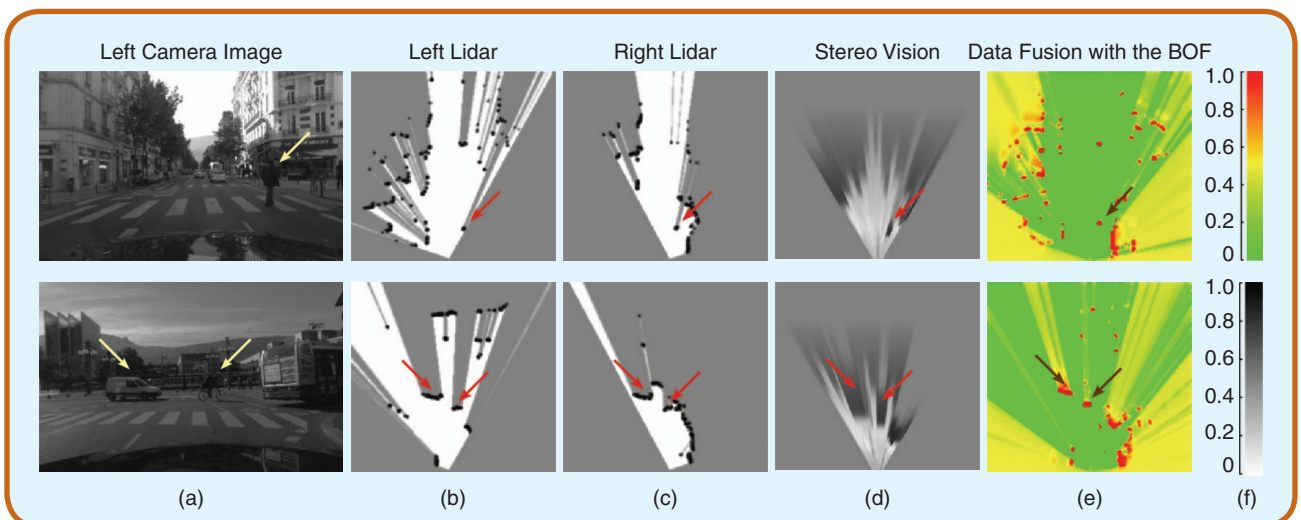 Left Camera Image
Left Lidar
Right Lidar
Stereo Vision
Data Fusion with the BOF
1.0
0.8
0.6
0.4
0.2
0
1.0
0.8
0.6
0.4
0.2
0
(a)
(b)
(c)
(d)
(e)
(f)